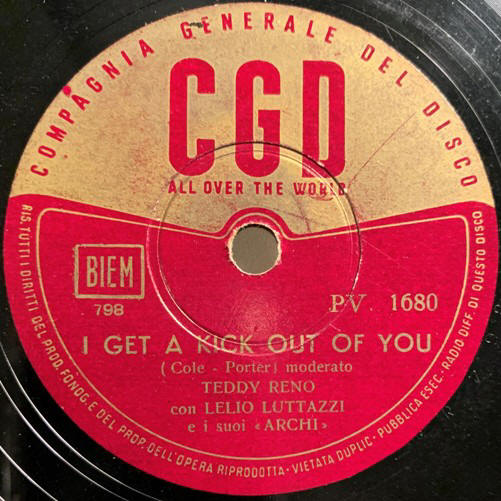 COMPAGNIA GENERALE DEL DISCO
CGD
ALL OVER THE WORLD
BIEM
798
PV. 1680
I GET A KICK OUT OF YOU
( Cole - Porter) moderato
TEDDY RENO
con LELIO LUTTAZZI
e i suoi «ARCHI»
RIS. TUTTI I DIRITTI DEL PROD. FONOG. E DEL PROP. DELL'OPERA RIPRODOTTA - VIETATA DUPLIC. - PUBBLICA ESEC. - RADIO DIFF. DI QUESTO DISCO